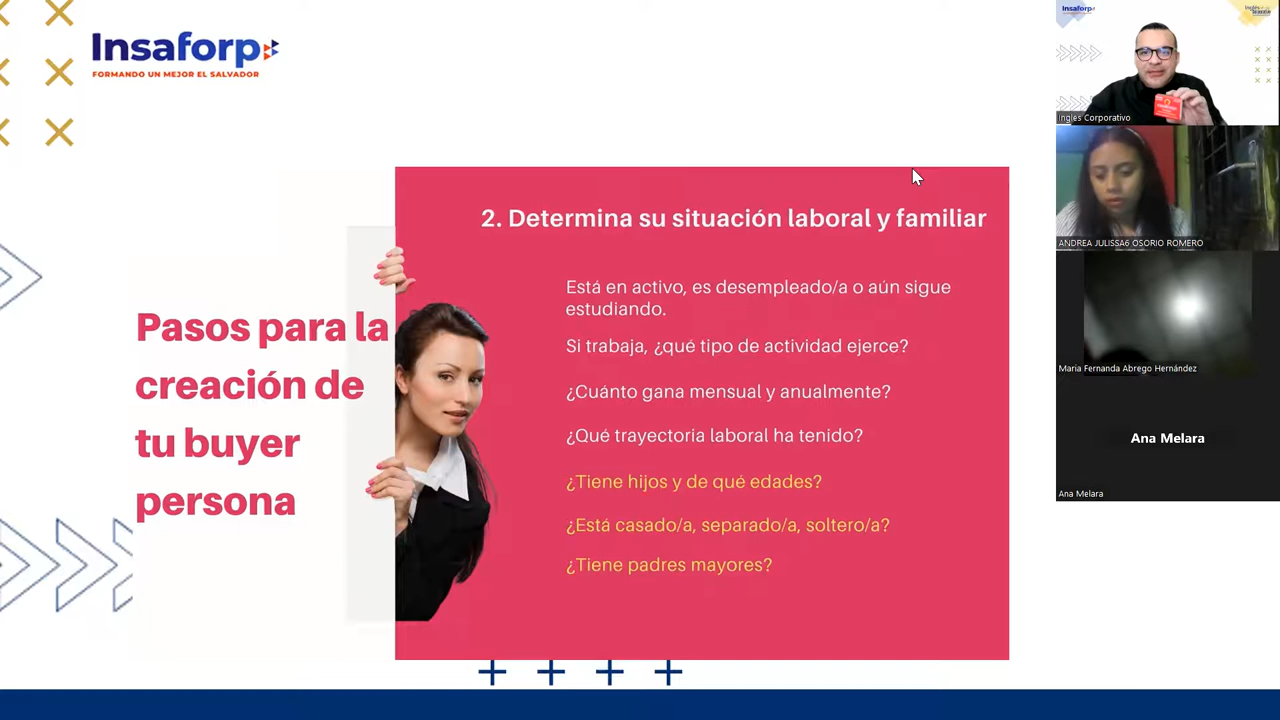 Insaforp
FORMANDO UN MEJOR EL SALVADOR
Pasos para la
creación de
tu buyer
persona
2. Determina su situación laboral y familiar
Está en activo, es desempleado/a o aún sigue
estudiando.
Si trabaja, ¿qué tipo de actividad ejerce?
¿Cuánto gana mensual y anualmente?
¿Qué trayectoria laboral ha tenido?
¿Tiene hijos y de qué edades?
¿Está casado/a, separado/a, soltero/a?
¿Tiene padres mayores?
Insaforp
Ingles Corporativo
ANDREA JULISSA6 OSORIO ROMERO
Maria Fernanda Abrego Hernández
Ana Melara
Ana Melara